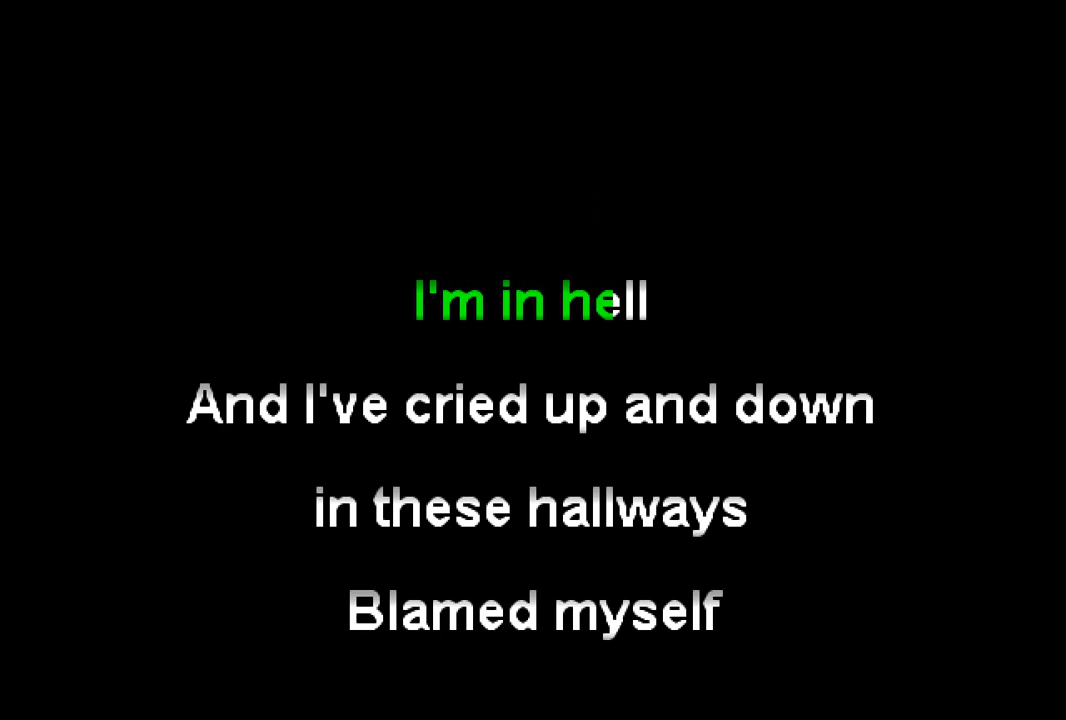 I'm in hell
And I've cried up and down
in these hallways
Blamed myself